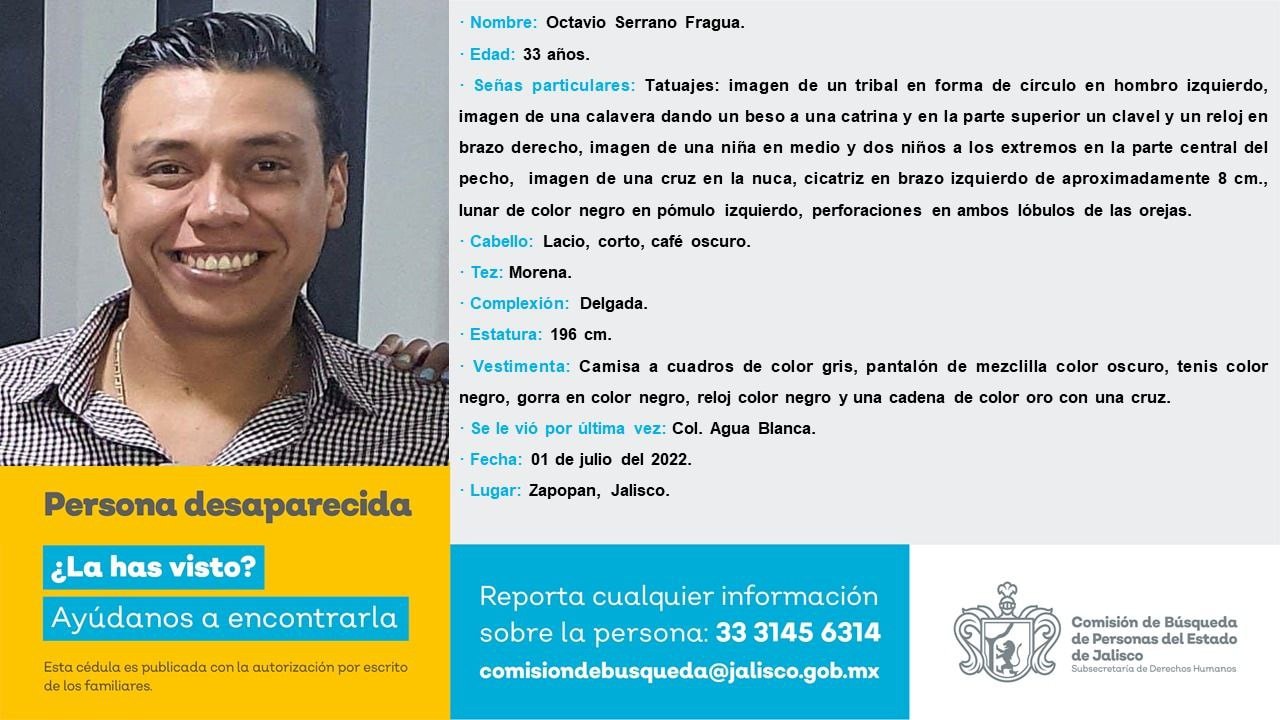 · Nombre: Octavio Serrano Fragua.
· Edad: 33 años.
· Señas particulares: Tatuajes: imagen de un tribal en forma de círculo en hombro izquierdo,
imagen de una calavera dando un beso a una catrina y en la parte superior un clavel y un reloj en
brazo derecho, imagen de una niña en medio y dos niños a los extremos en la parte central del
pecho, imagen de una cruz en la nuca, cicatriz en brazo izquierdo de aproximadamente 8 cm.,
lunar de color negro en pómulo izquierdo, perforaciones en ambos lóbulos de las orejas.
· Cabello: Lacio, corto, café oscuro.
· Tez: Morena.
· Complexión: Delgada.
· Estatura: 196 cm.
· Vestimenta: Camisa a cuadros de color gris, pantalón de mezclilla color oscuro, tenis color
negro, gorra en color negro, reloj color negro y una cadena de color oro con una cruz.
· Se le vió por última vez: Col. Agua Blanca.
· Fecha: 01 de julio del 2022.
· Lugar: Zapopan, Jalisco.
Persona desaparecida
¿La has visto?
Ayúdanos a encontrarla
Esta cédula es publicada con la autorización por escrito
de los familiares.
Reporta cualquier información
sobre la persona: 33 3145 6314
comisiondebusqueda@jalisco.gob.mx
Comisión de Búsqueda
de Personas del Estado
de Jalisco
Subsecretaría de Derechos Humanos